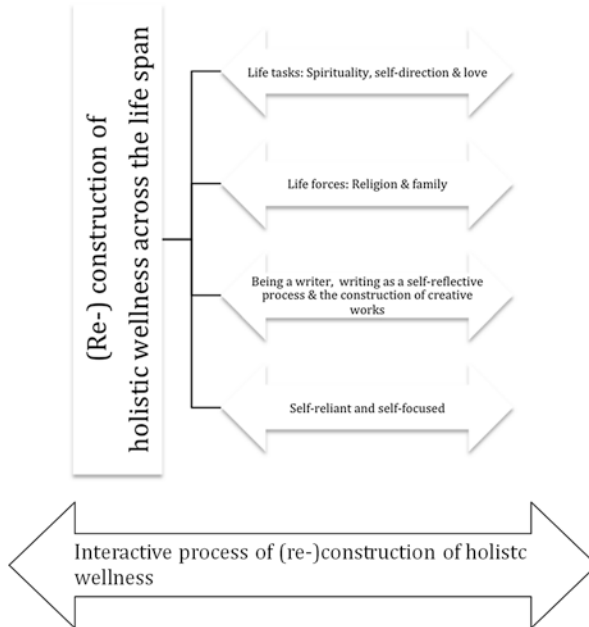 (Re-) construction of
holistic wellness across the life span
Life tasks: Spirituality, self-direction & love
Life forces: Religion & family
Being a writer, writing as a self-reflective
process & the construction of creative
works
Self-reliant and self-focused
Interactive process of (re-)construction of holistc
wellness